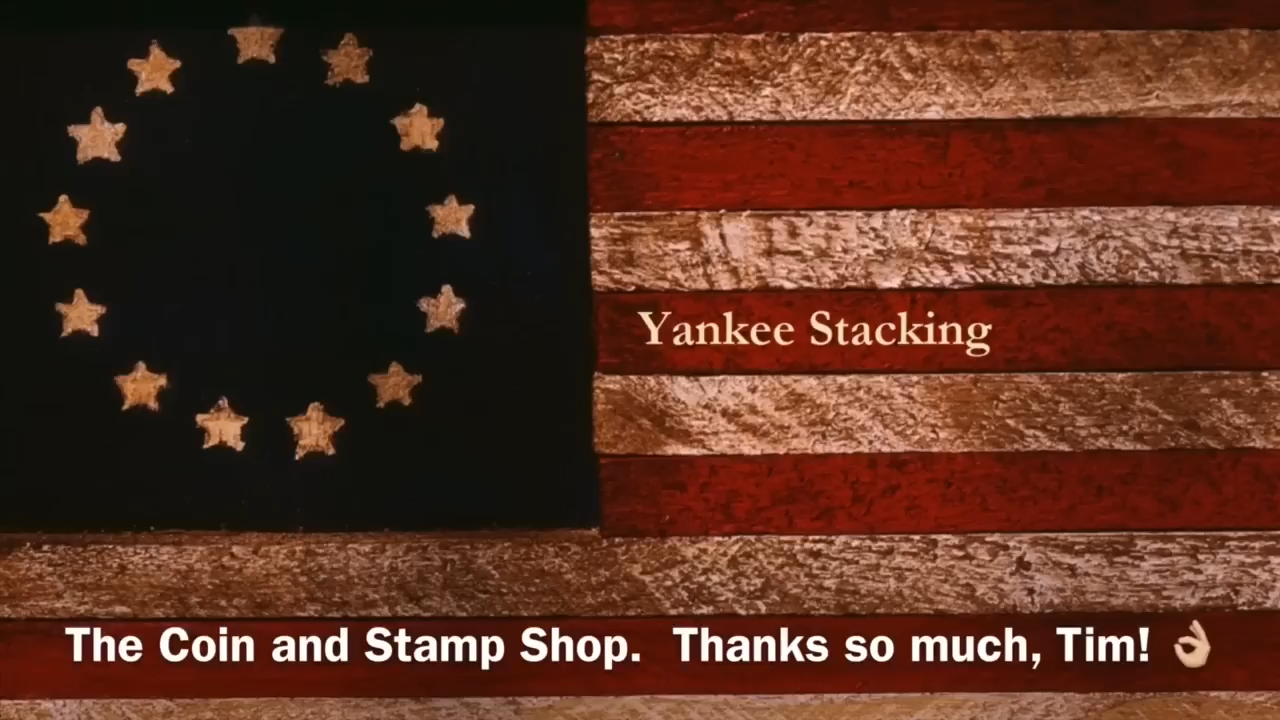 Yankee Stacking
The Coin and Stamp Shop.  Thanks so much, Tim! 👌🏼